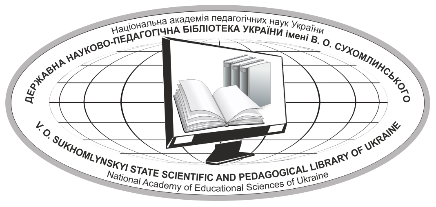 Національна академія педагогічних наук України
ДЕРЖАВНА НАУКОВО-ПЕДАГОГІЧНА БІБЛІОТЕКА УКРАЇНИ імені В. О. СУХОМЛИНСЬКОГО
V. O. SUKHOMLYNSKYI STATE SCIENTIFIC AND PEDAGOGICAL LIBRARY OF UKRAINE
National Academy of Educational Sciences of Ukraine